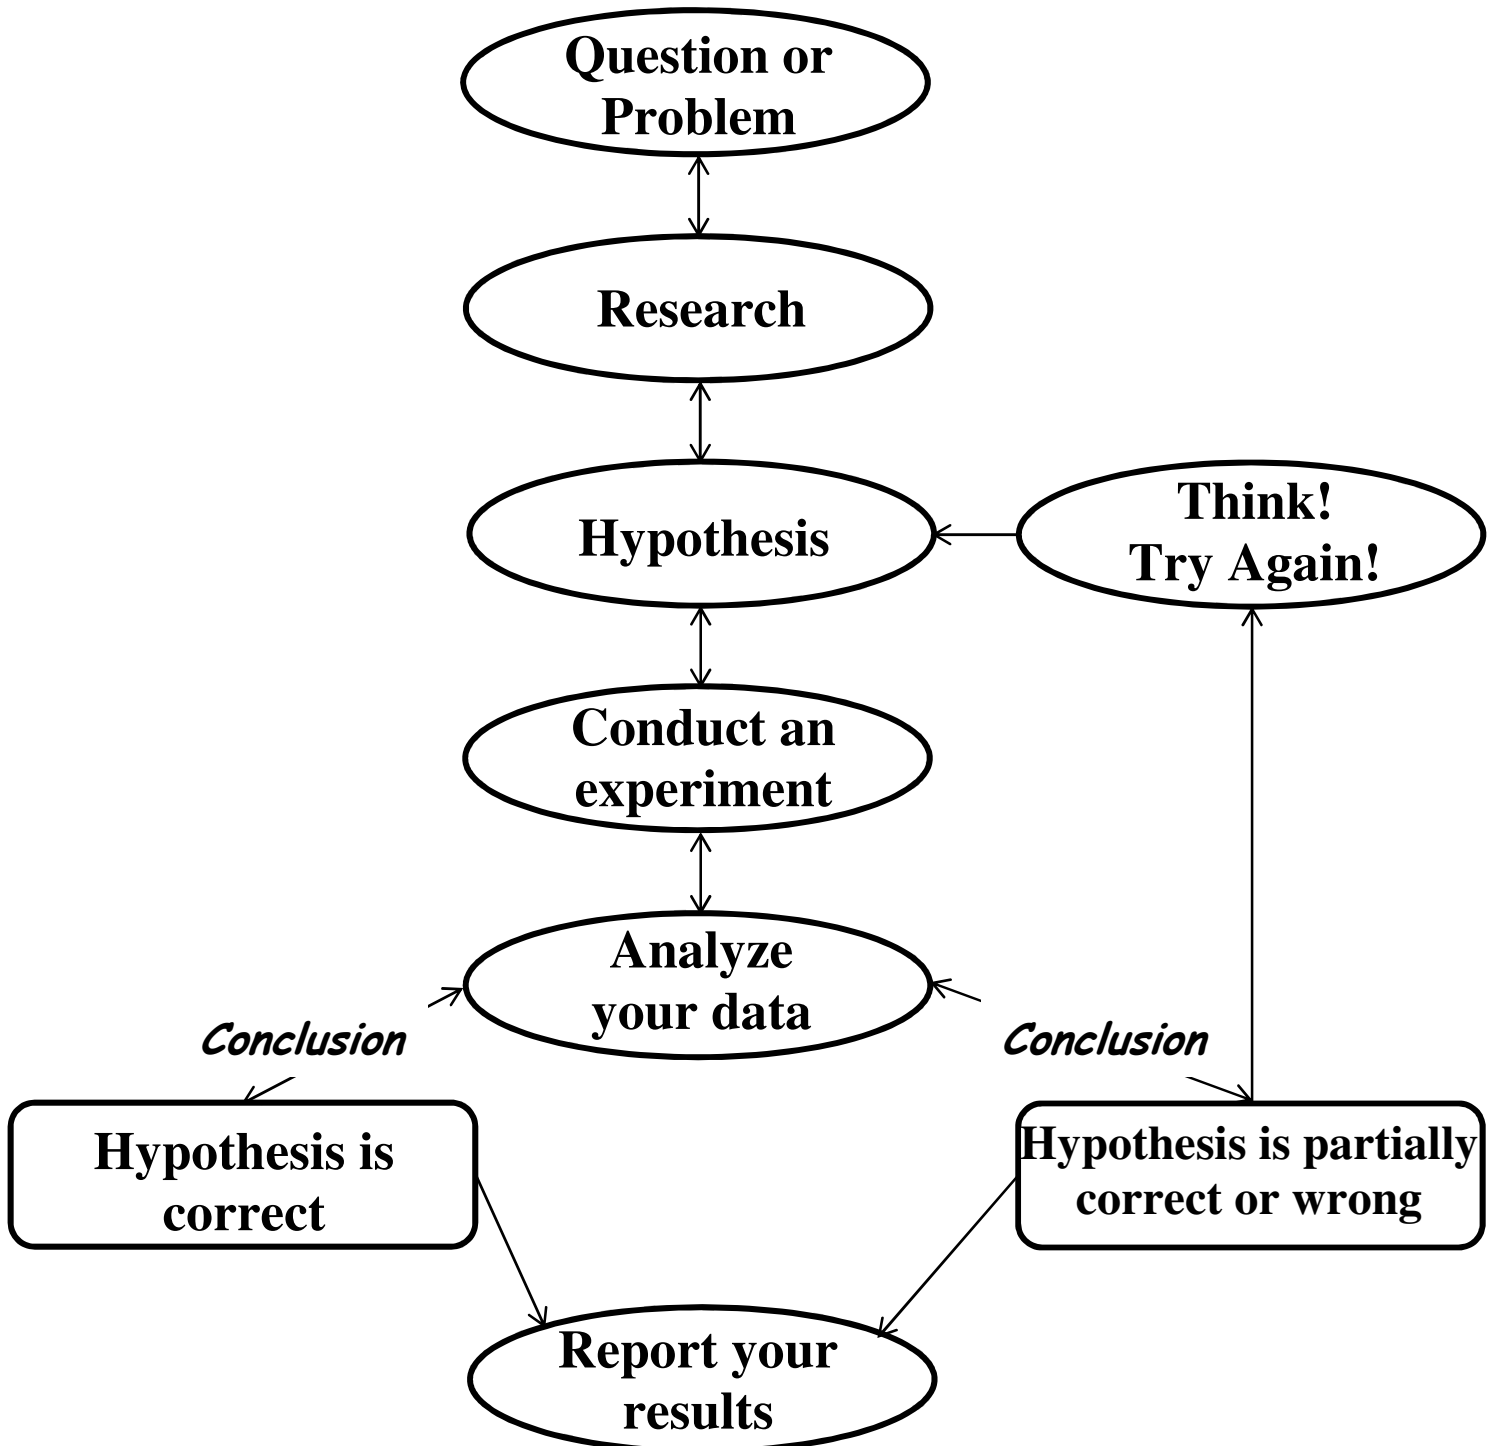 Question or
Problem
Research
Hypothesis
Think!
Try Again!
Conduct an
experiment
Analyze
your data
Conclusion
Conclusion
Hypothesis is
correct
Hypothesis is partially
correct or wrong
Report your
results